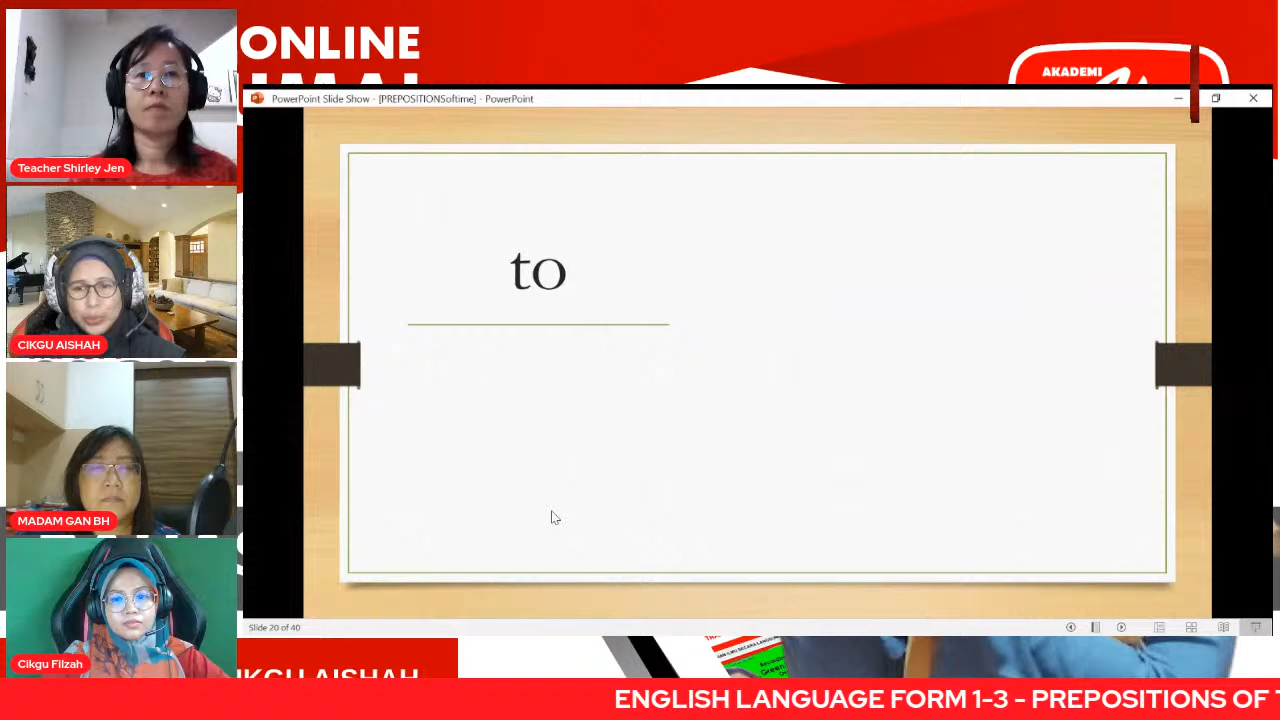 ONLINE
AKADEMI
PowerPoint Slide Show - [PREPOSITIONSoftime] - PowerPoint
Teacher Shirley Jen
CIKGU AISHAH
MADAM GAN BH
Cikgu Filzah
to
Slide 20 of 40
IKGU AISHAH
ENGLISH LANGUAGE FORM 1-3 - PREPOSITIONS OF